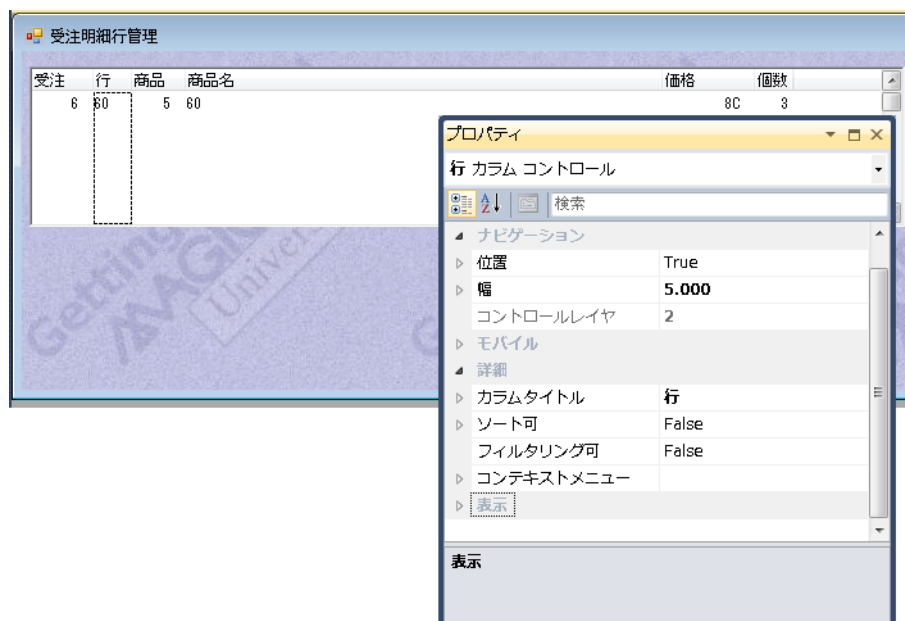 受注明細行管理
受注 行 商品 商品名 価格 個数
6 60 5 60 8C 3
プロパティ
行 カラム コントロール
検索
ナビゲーション
位置 True
幅 5.000
コントロールレイヤ 2
モバイル
詳細
カラムタイトル 行
ソート可 False
フィルタリング可 False
コンテキストメニュー
表示
表示
Getting
MAGIC